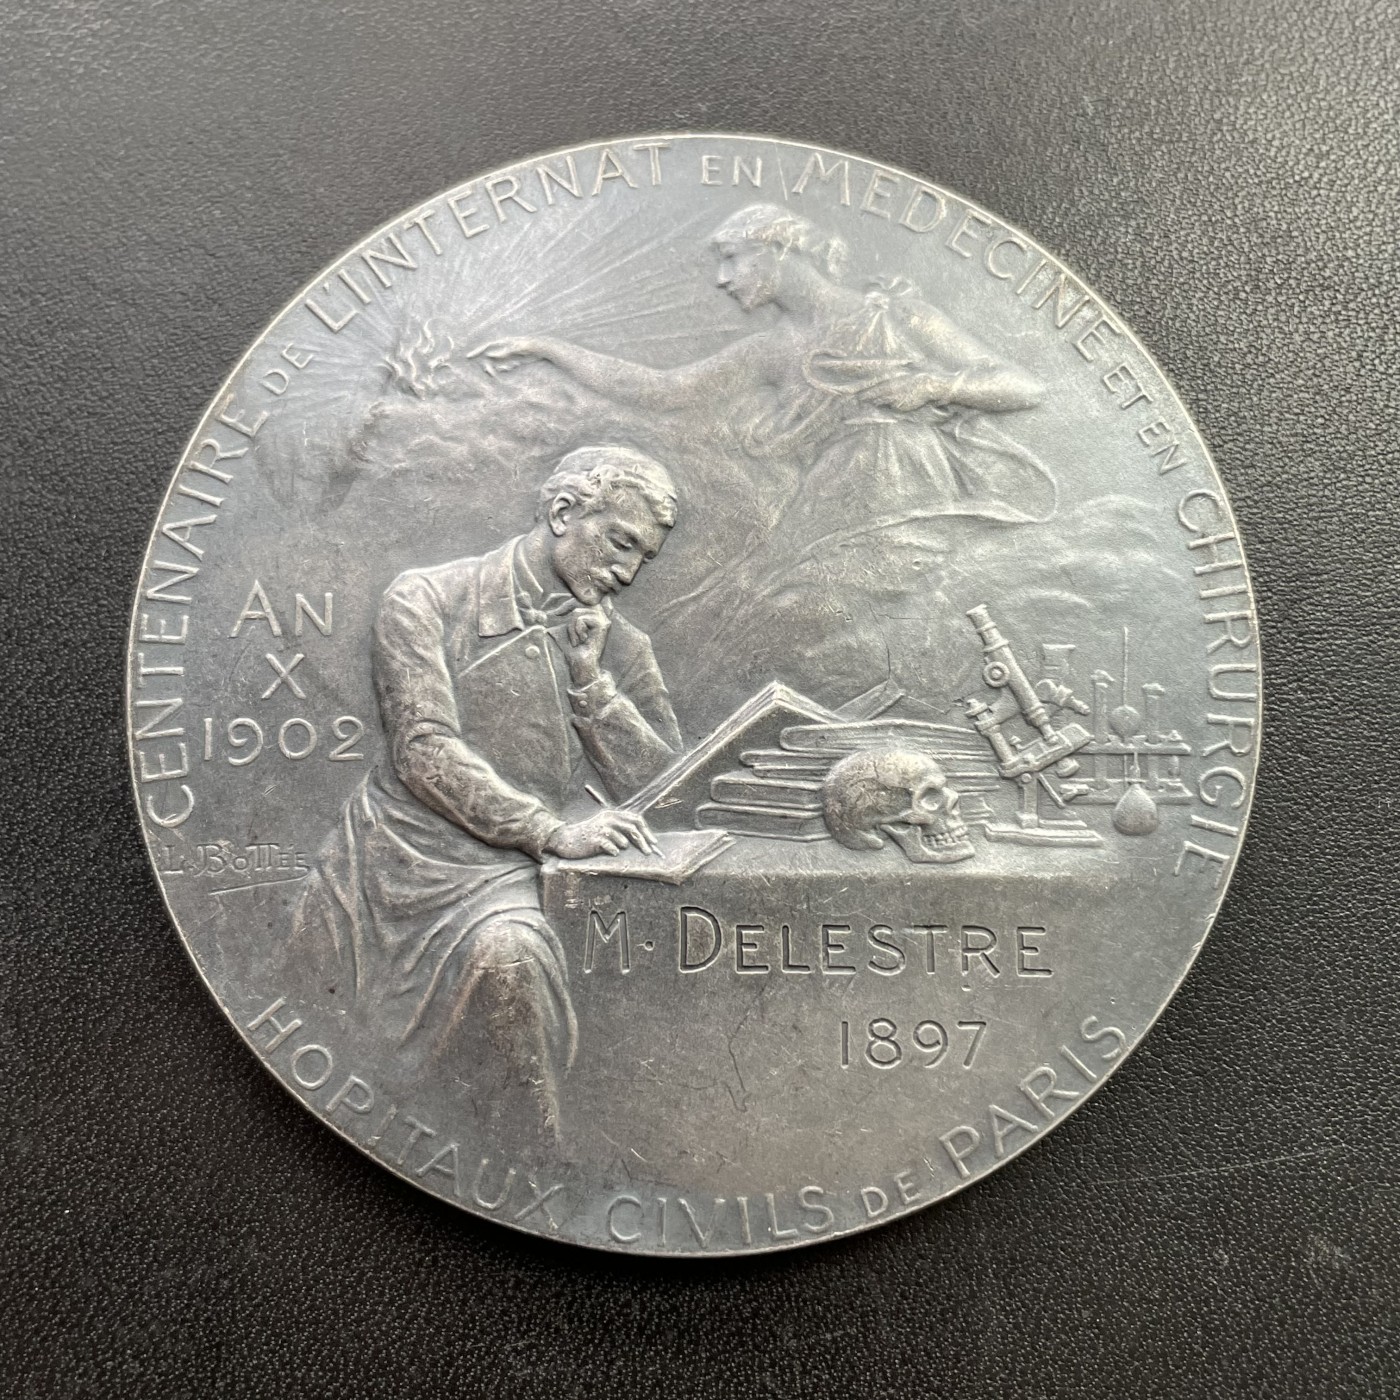 CENTENAIRE DE L'INTERNAT EN MEDECINE ET EN CHIRURGIE
AN
X
1902
L. BOTTÉE
M. DELESTRE
1897
HOPITAUX CIVILS DE PARIS